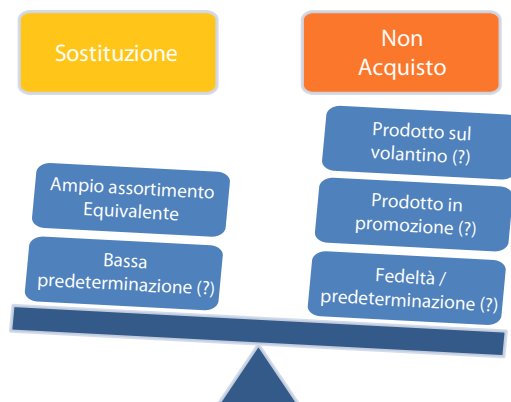 Sostituzione
Non
Acquisto
Prodotto sul
volantino (?)
Ampio assortimento
Equivalente
Prodotto in
promozione (?)
Bassa
predeterminazione (?)
Fedeltà /
predeterminazione (?)